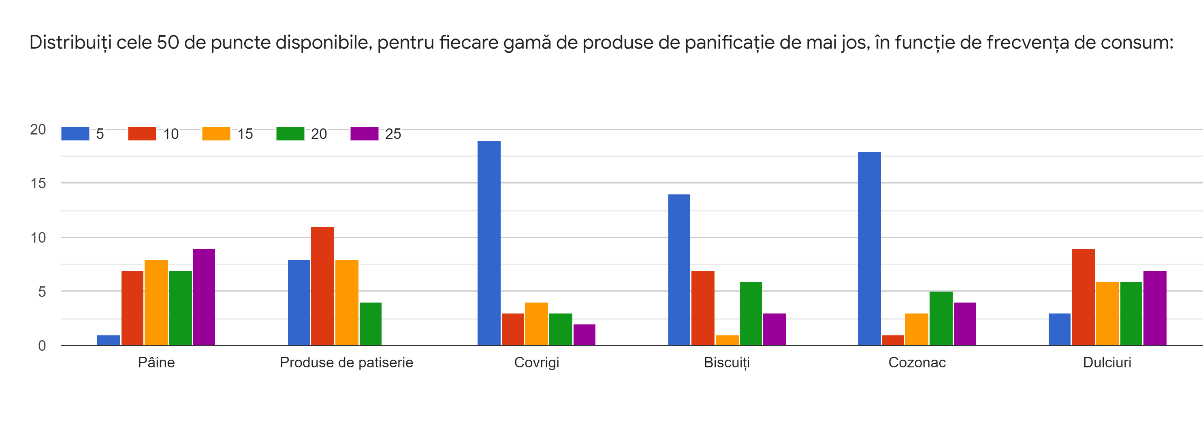 Distribuiți cele 50 de puncte disponibile, pentru fiecare gamă de produse de panificație de mai jos, în funcție de frecvența de consum:
20
5 10 15 20 25
15
10
5
0
Pâine Produse de patiserie Covrigi Biscuiți Cozonac Dulciuri